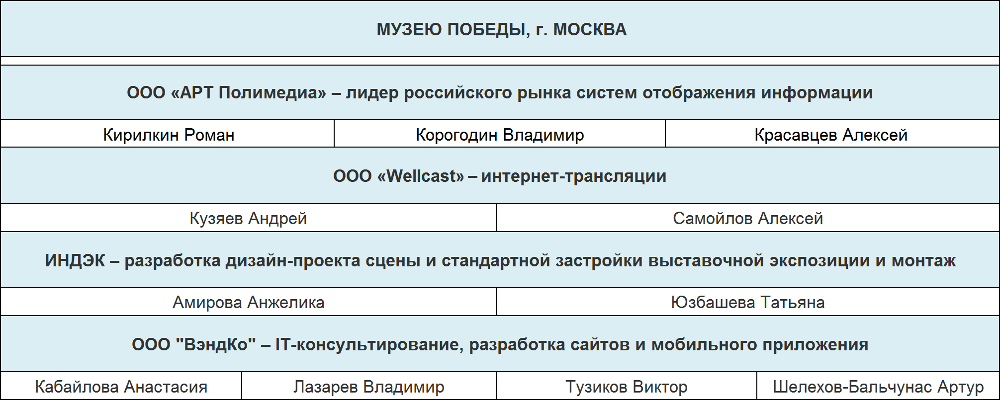 МУЗЕЮ ПОБЕДЫ, г. МОСКВА
ООО «АРТ Полимедиа» – лидер российского рынка систем отображения информации
Кирилкин Роман Корогодин Владимир Красавцев Алексей
ООО «Wellcast» – интернет-трансляции
Кузяев Андрей Самойлов Алексей
ИНДЭК – разработка дизайн-проекта сцены и стандартной застройки выставочной экспозиции и монтаж
Амирова Анжелика Юзбашева Татьяна
ООО "ВэндКо" – IT-консультирование, разработка сайтов и мобильного приложения
Кабайлова Анастасия Лазарев Владимир Тузиков Виктор Шелехов-Бальчунас Артур